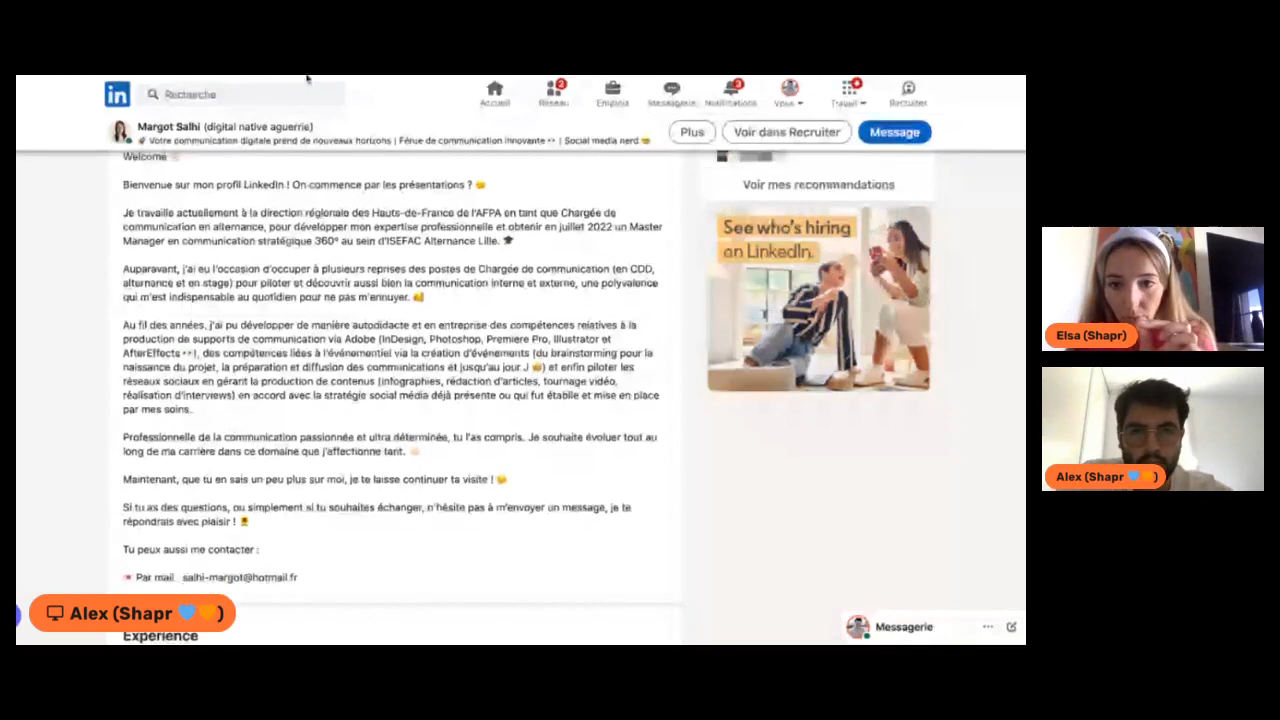 in
Recherche
2
3
Accueil
Réseau
Emplois
Messagerie
Notifications
Vous
Travail
Recruiter
Margot Salhi (digital native aguerrie)
Votre communication digitale prend de nouveaux horizons | Férue de communication innovante | Social media nerd
Plus
Voir dans Recruiter
Message
Welcome
Bienvenue sur mon profil LinkedIn ! On commence par les présentations ?
Je travaille actuellement à la direction régionale des Hauts-de-France de l'AFPA en tant que Chargée de
communication en alternance, pour développer mon expertise professionnelle et obtenir en juillet 2022 un Master
Manager en communication stratégique 360° au sein d'ISEFAC Alternance Lille.
Auparavant, j'ai eu l'occasion d'occuper à plusieurs reprises des postes de Chargée de communication (en CDD,
alternance et en stage) pour piloter et découvrir aussi bien la communication interne et externe, une polyvalence
qui m'est indispensable au quotidien pour ne pas m'ennuyer.
Au fil des années, j'ai pu développer de manière autodidacte et en entreprise des compétences relatives à la
production de supports de communication via Adobe (InDesign, Photoshop, Premiere Pro, Illustrator et
AfterEffects), des compétences liées à l'événementiel via la création d'événements (du brainstorming pour la
naissance du projet, la préparation et diffusion des communications et jusqu'au jour J) et enfin piloter les
réseaux sociaux en gérant la production de contenus (infographies, rédaction d'articles, tournage vidéo,
réalisation d'interviews) en accord avec la stratégie social média déjà présente ou qui fut établie et mise en place
par mes soins.
Professionnelle de la communication passionnée et ultra déterminée, tu l'as compris. Je souhaite évoluer tout au
long de ma carrière dans ce domaine que j'affectionne tant.
Maintenant, que tu en sais un peu plus sur moi, je te laisse continuer ta visite !
Si tu as des questions, ou simplement si tu souhaites échanger, n'hésite pas à m'envoyer un message, je te
répondrais avec plaisir !
Tu peux aussi me contacter :
Par mail. salhi-margot@hotmail.fr
Expérience
Voir mes recommandations
See who's hiring
on LinkedIn.
Messagerie
Alex (Shapr 💙🧡)
Elsa (Shapr)
Alex (Shapr 💙🧡)